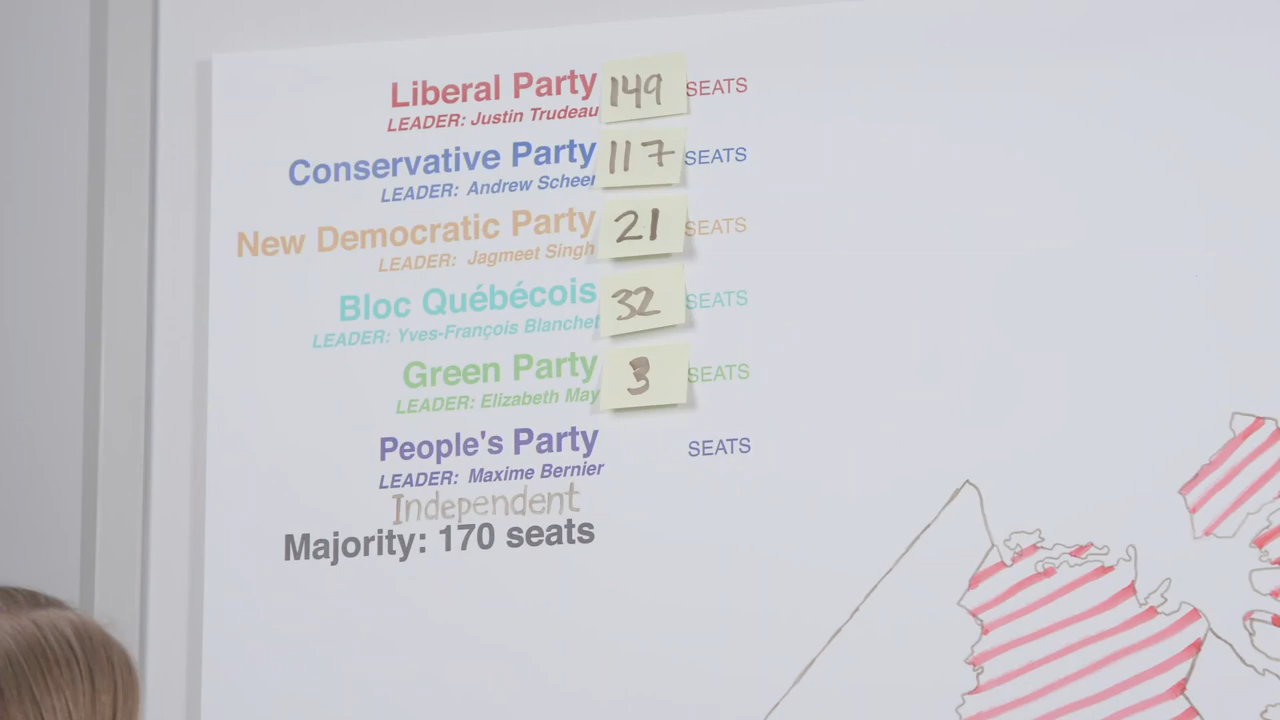 Liberal Party 149 SEATS
LEADER: Justin Trudeau
Conservative Party 117 SEATS
LEADER: Andrew Scheer
New Democratic Party 21 SEATS
LEADER: Jagmeet Singh
Bloc Québécois 32 SEATS
LEADER: Yves-François Blanchet
Green Party 3 SEATS
LEADER: Elizabeth May
People's Party SEATS
LEADER: Maxime Bernier
Independent
Majority: 170 seats